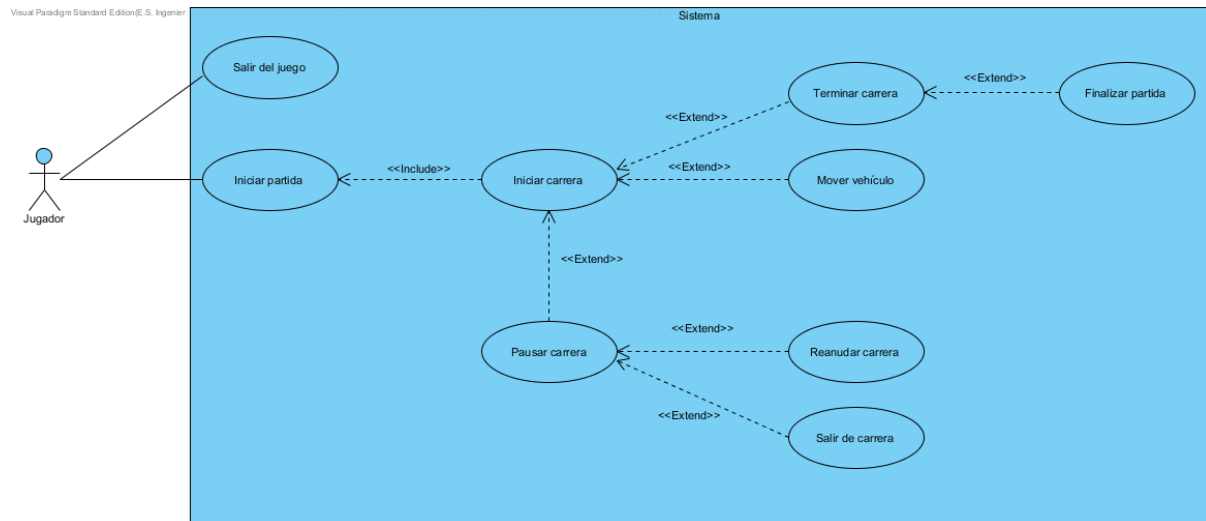 Visual Paradigm Standard Edition(E.S. Ingenier
Sistema
Salir del juego
Terminar carrera
<<Extend>>
Finalizar partida
<<Extend>>
Iniciar partida
<<Include>>
Iniciar carrera
<<Extend>>
Mover vehículo
Jugador
<<Extend>>
Pausar carrera
<<Extend>>
Reanudar carrera
<<Extend>>
Salir de carrera